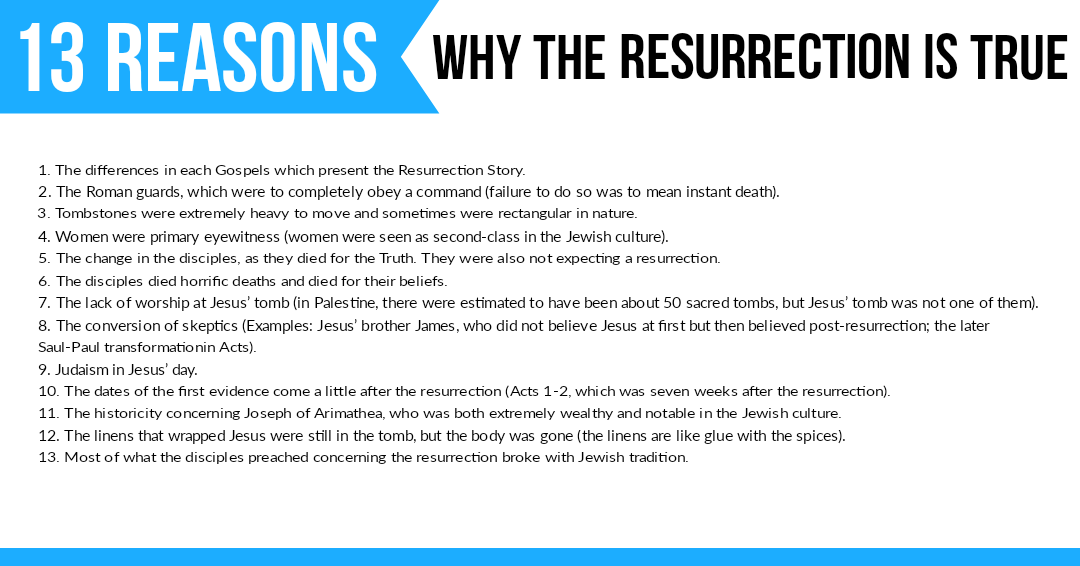 13 REASONS
WHY THE RESURRECTION IS TRUE
1. The differences in each Gospels which present the Resurrection Story.
2. The Roman guards, which were to completely obey a command (failure to do so was to mean instant death).
3. Tombstones were extremely heavy to move and sometimes were rectangular in nature.
4. Women were primary eyewitness (women were seen as second-class in the Jewish culture).
5. The change in the disciples, as they died for the Truth. They were also not expecting a resurrection.
6. The disciples died horrific deaths and died for their beliefs.
7. The lack of worship at Jesus’ tomb (in Palestine, there were estimated to have been about 50 sacred tombs, but Jesus’ tomb was not one of them).
8. The conversion of skeptics (Examples: Jesus’ brother James, who did not believe Jesus at first but then believed post-resurrection; the later
Saul-Paul transformationin Acts).
9. Judaism in Jesus’ day.
10. The dates of the first evidence come a little after the resurrection (Acts 1-2, which was seven weeks after the resurrection).
11. The historicity concerning Joseph of Arimathea, who was both extremely wealthy and notable in the Jewish culture.
12. The linens that wrapped Jesus were still in the tomb, but the body was gone (the linens are like glue with the spices).
13. Most of what the disciples preached concerning the resurrection broke with Jewish tradition.